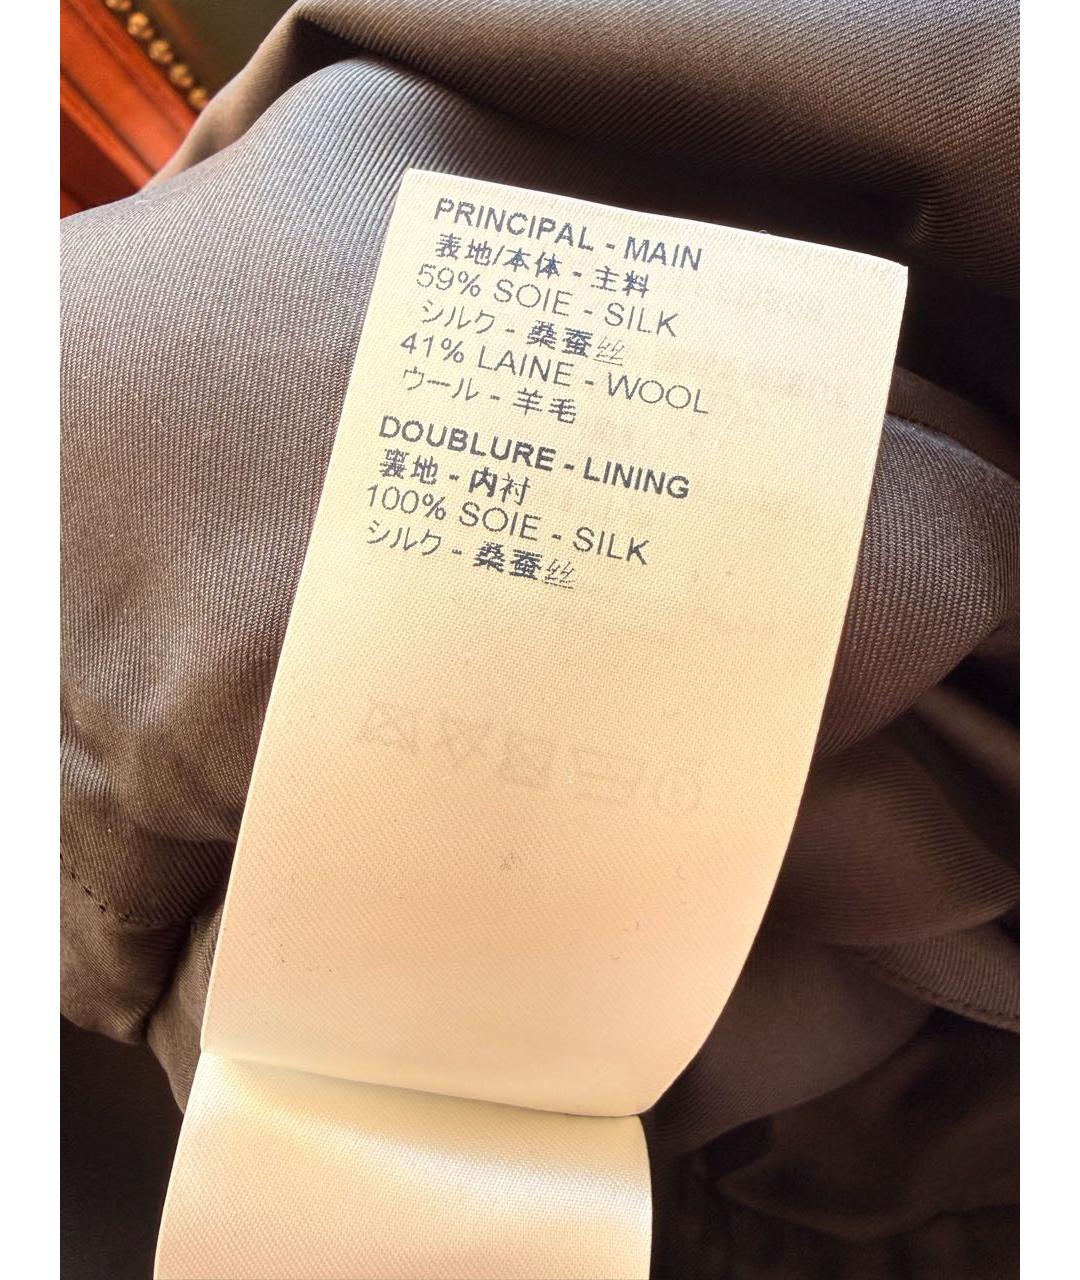 PRINCIPAL - MAIN
表地/本体 - 主料
59% SOIE - SILK
シルク - 桑蚕丝
41% LAINE - WOOL
ウール - 羊毛
DOUBLURE - LINING
裏地 - 内衬
100% SOIE - SILK
シルク - 桑蚕丝